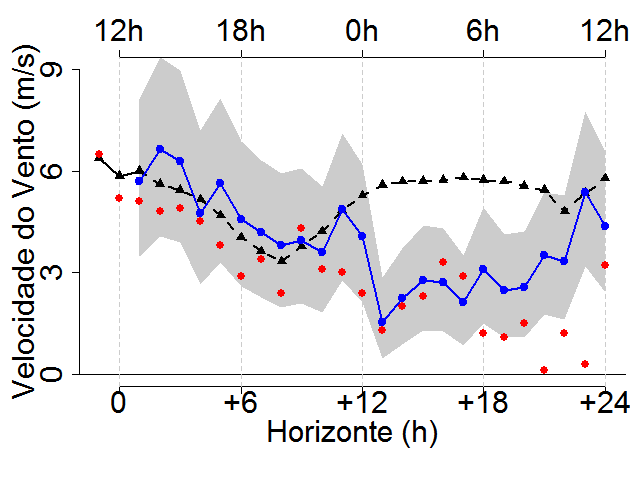 12h 18h 0h 6h 12h
Velocidade do Vento (m/s)
9
6
3
0
0 +6 +12 +18 +24
Horizonte (h)